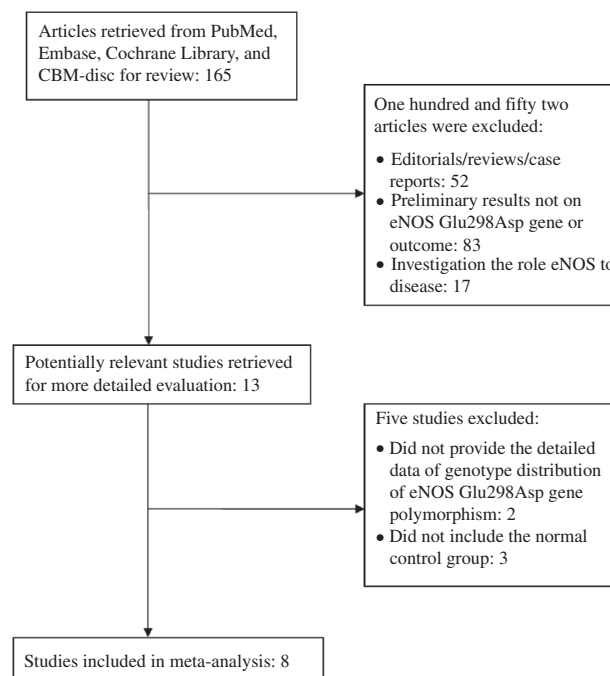 Articles retrieved from PubMed,
Embase, Cochrane Library, and
CBM-disc for review: 165
One hundred and fifty two
articles were excluded:
• Editorials/reviews/case
reports: 52
• Preliminary results not on
eNOS Glu298Asp gene or
outcome: 83
• Investigation the role eNOS to
disease: 17
Potentially relevant studies retrieved
for more detailed evaluation: 13
Five studies excluded:
• Did not provide the detailed
data of genotype distribution
of eNOS Glu298Asp gene
polymorphism: 2
• Did not include the normal
control group: 3
Studies included in meta-analysis: 8